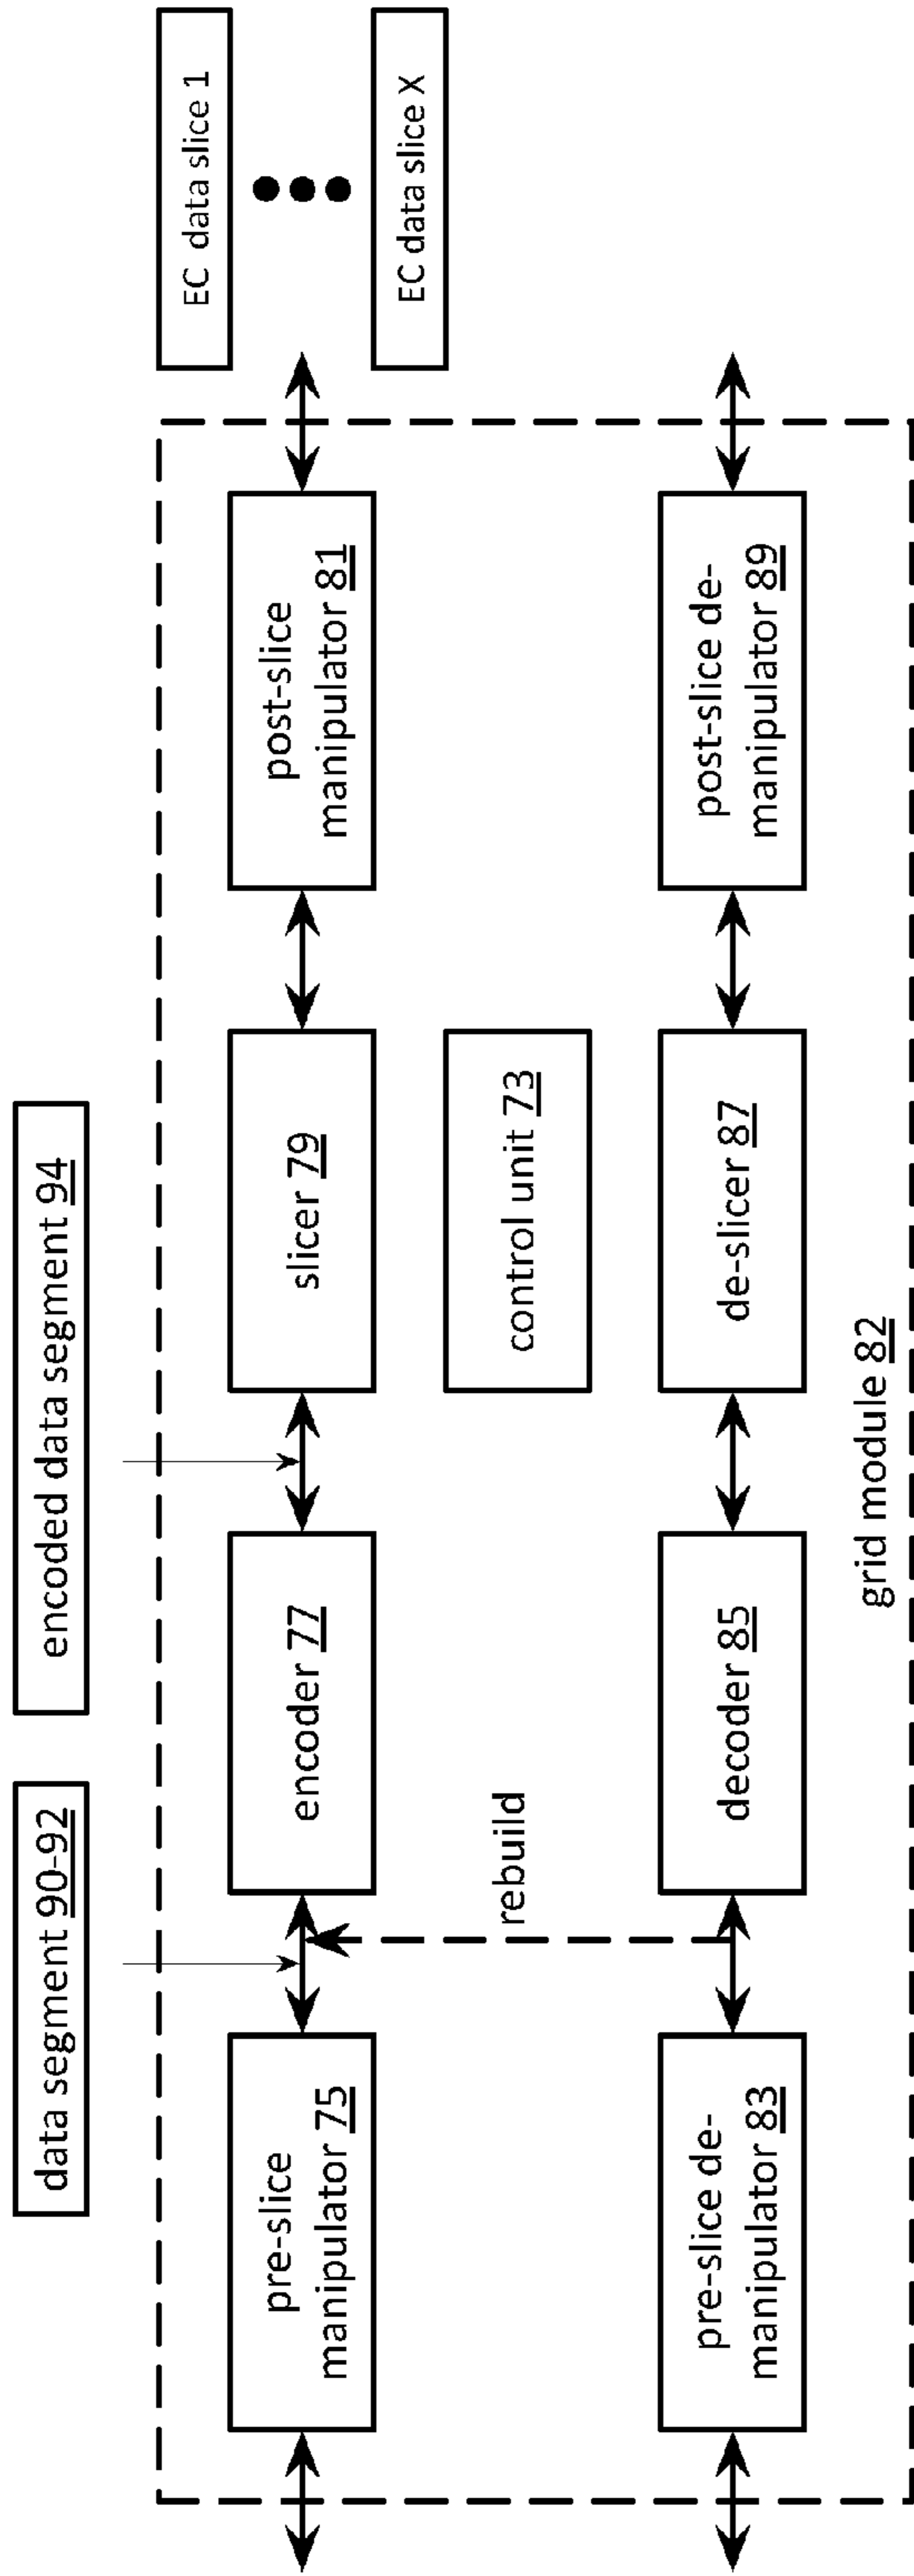 data segment 90-92
encoded data segment 94
pre-slice
manipulator 75
encoder 77
slicer 79
post-slice
manipulator 81
EC data slice 1
EC data slice X
rebuild
control unit 73
pre-slice de-
manipulator 83
decoder 85
de-slicer 87
post-slice de-
manipulator 89
grid module 82